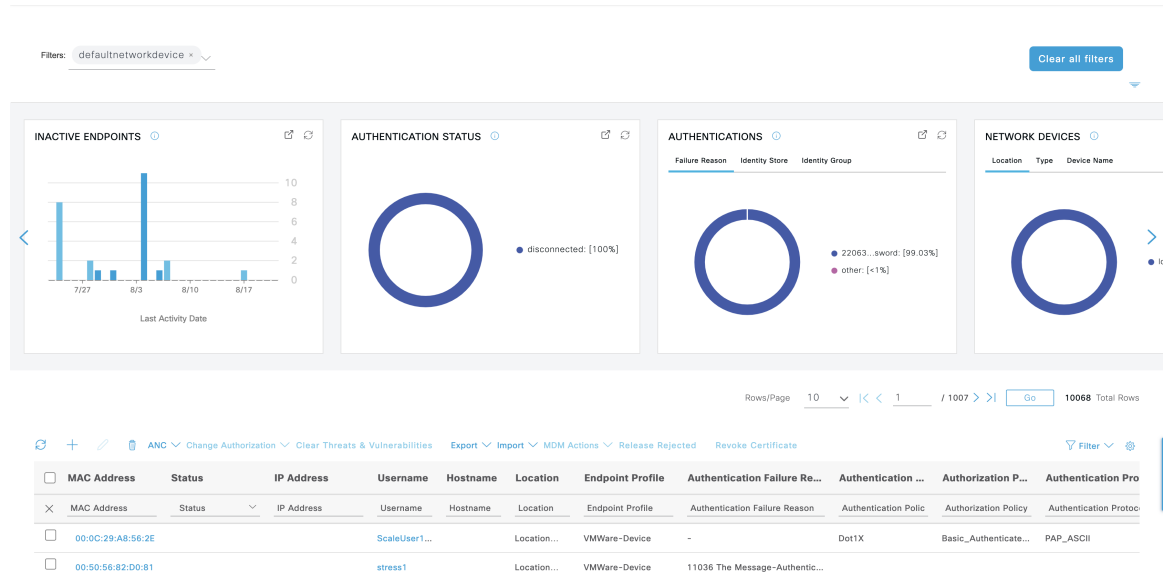 Filters: defaultnetworkdevice ×
Clear all filters
INACTIVE ENDPOINTS
10
8
6
4
2
0
7/27 8/3 8/10 8/17
Last Activity Date
AUTHENTICATION STATUS
disconnected: [100%]
AUTHENTICATIONS
Failure Reason Identity Store Identity Group
22063...sword: [99.03%]
other: [<1%]
NETWORK DEVICES
Location Type Device Name
Rows/Page 10 |< < 1 / 1007 > >| Go 10068 Total Rows
ANC Change Authorization Clear Threats & Vulnerabilities Export Import MDM Actions Release Rejected Revoke Certificate Filter
MAC Address Status IP Address Username Hostname Location Endpoint Profile Authentication Failure Re... Authentication ... Authorization P... Authentication Pro
MAC Address Status IP Address Username Hostname Location Endpoint Profile Authentication Failure Reason Authentication Polic Authorization Policy Authentication Protoco
00:0C:29:A8:56:2E ScaleUser1... Location... VMWare-Device - Dot1X Basic_Authenticate... PAP_ASCII
00:50:56:82:D0:81 stress1 Location... VMWare-Device 11036 The Message-Authentic...